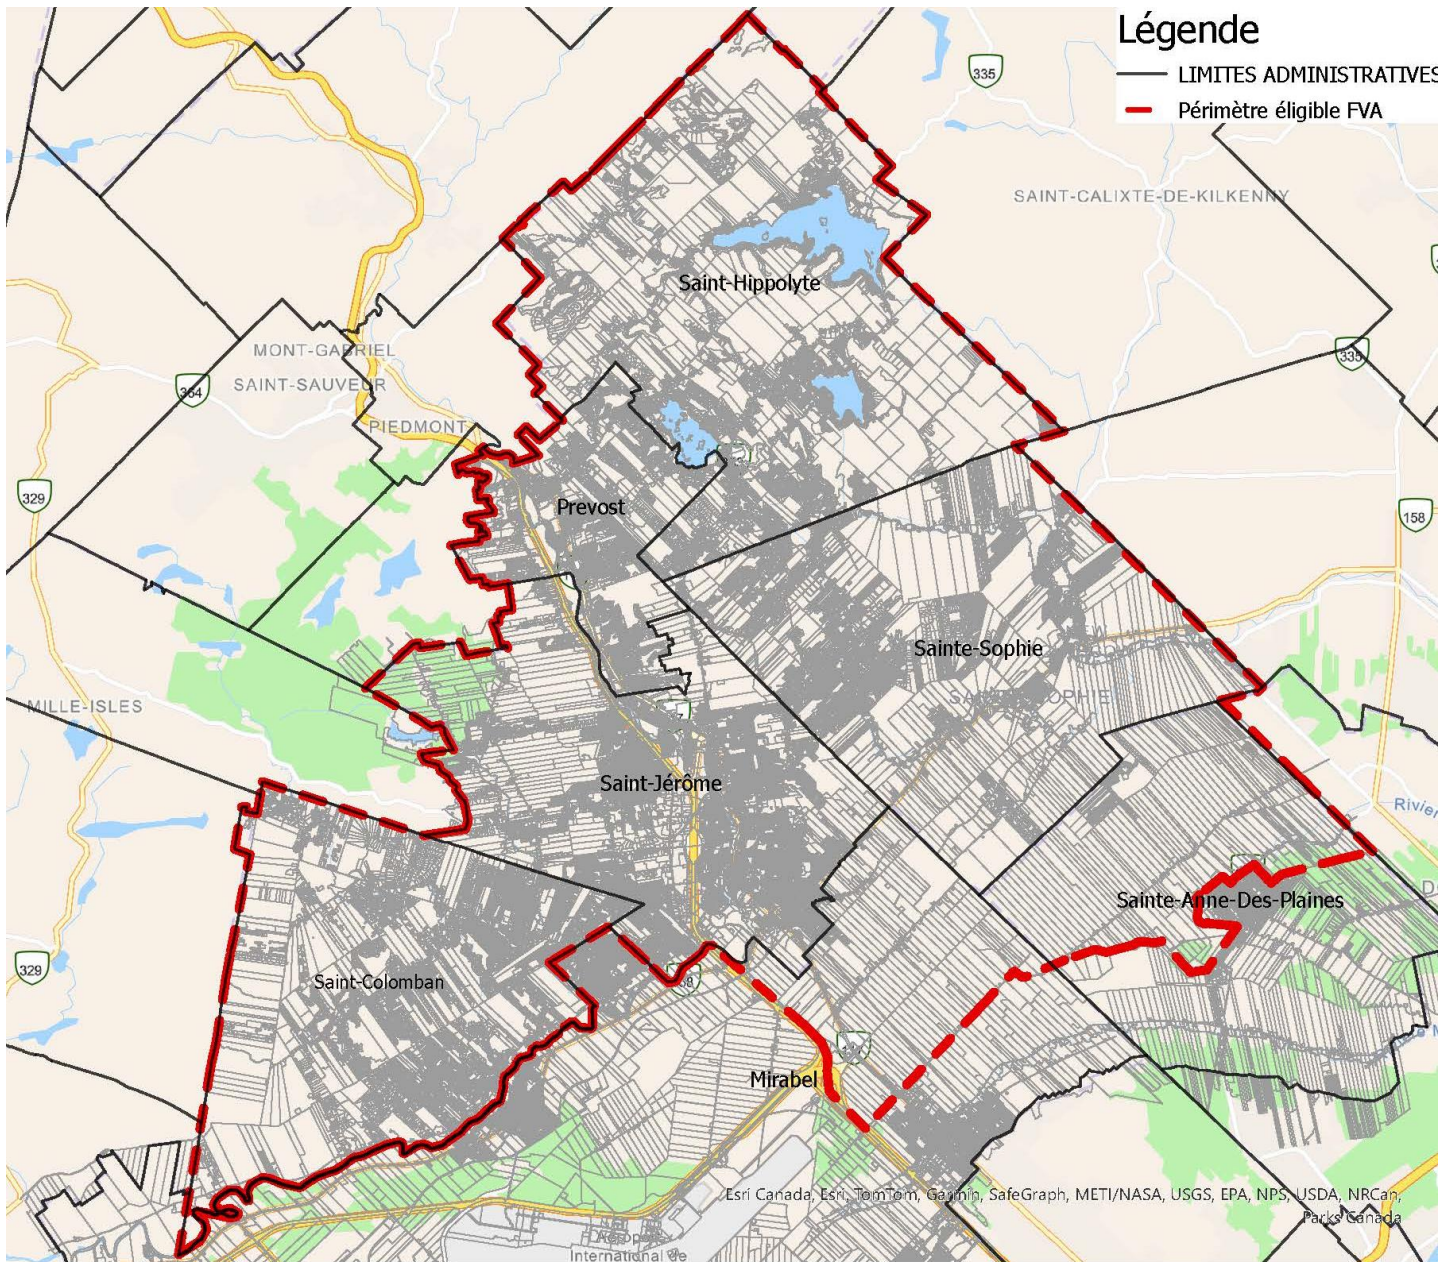 Légende
LIMITES ADMINISTRATIVES
Périmètre éligible FVA
335
SAINT-CALIXTE-DE-KILKENNY
Saint-Hippolyte
MONT-GABRIEL
335
SAINT-SAUVEUR
364
PIEDMONT
329
Prevost
158
Sainte-Sophie
MILLE-ISLES
Saint-Jérôme
Rivier
Sainte-Anne-Des-Plaines
329
Saint-Colomban
Mirabel
Esri Canada, Esri, TomTom, Garmin, SafeGraph, METI/NASA, USGS, EPA, NPS, USDA, NRCan,
Parks Canada
Aéroport
International de